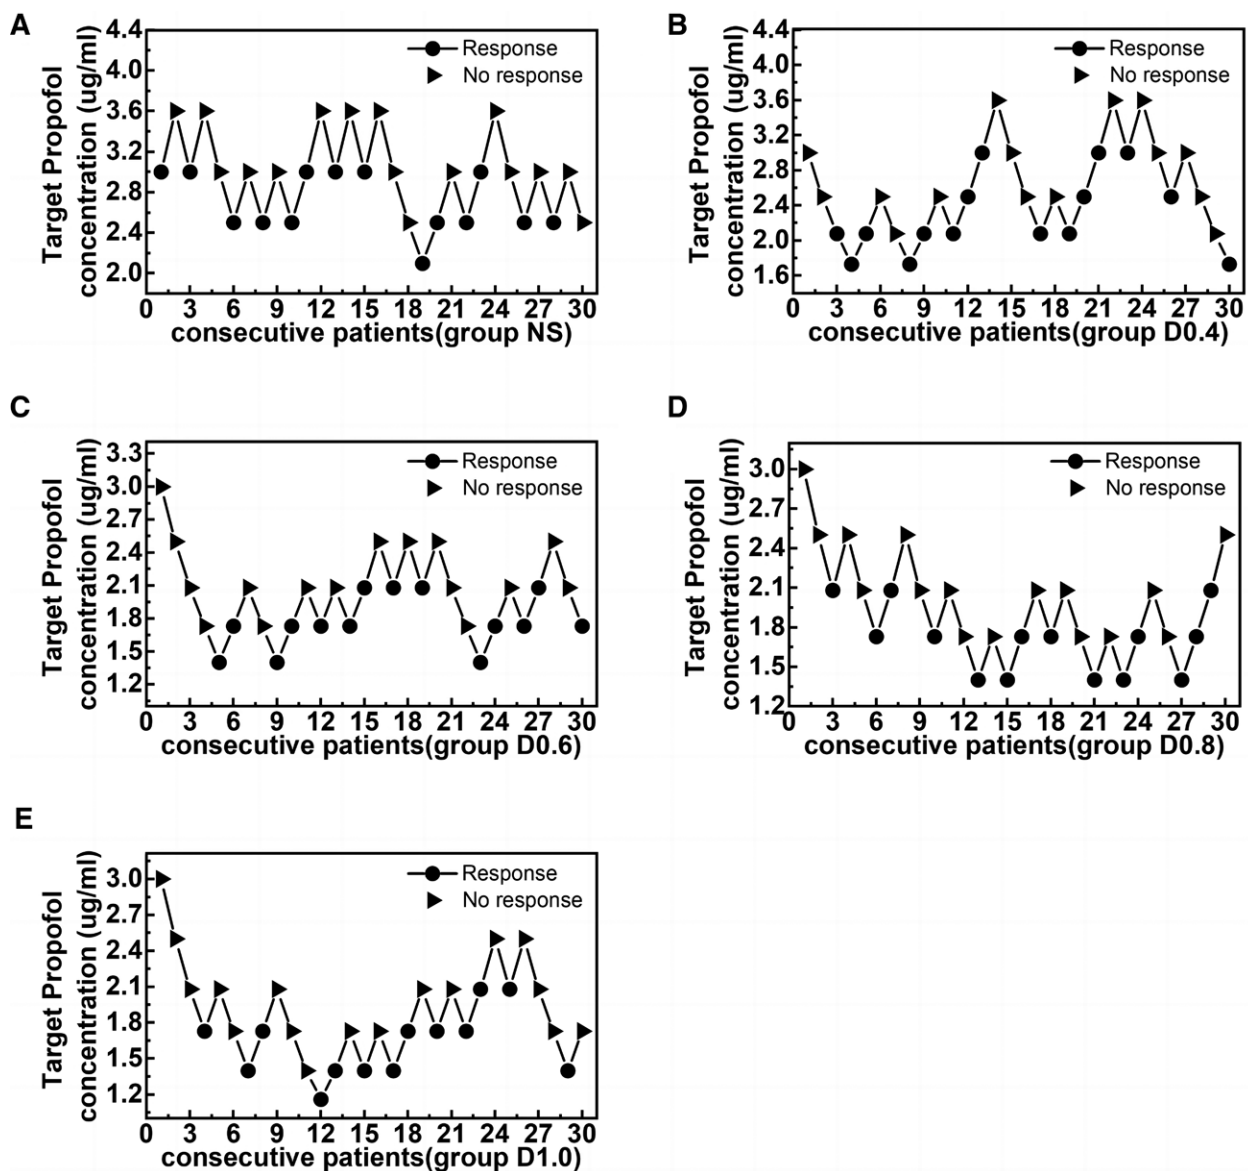 A
Target Propofol
concentration (ug/ml)
4.4
4.0
3.6
3.2
2.8
2.4
2.0
Response
No response
0 3 6 9 12 15 18 21 24 27 30
consecutive patients(group NS)
B
Target Propofol
concentration (ug/ml)
4.4
4.0
3.6
3.2
2.8
2.4
2.0
1.6
Response
No response
0 3 6 9 12 15 18 21 24 27 30
consecutive patients(group D0.4)
C
Target Propofol
concentration (ug/ml)
3.3
3.0
2.7
2.4
2.1
1.8
1.5
1.2
Response
No response
0 3 6 9 12 15 18 21 24 27 30
consecutive patients(group D0.6)
D
Target Propofol
concentration (ug/ml)
3.0
2.7
2.4
2.1
1.8
1.5
1.2
Response
No response
0 3 6 9 12 15 18 21 24 27 30
consecutive patients(group D0.8)
E
Target Propofol
concentration (ug/ml)
3.0
2.7
2.4
2.1
1.8
1.5
1.2
Response
No response
0 3 6 9 12 15 18 21 24 27 30
consecutive patients(group D1.0)